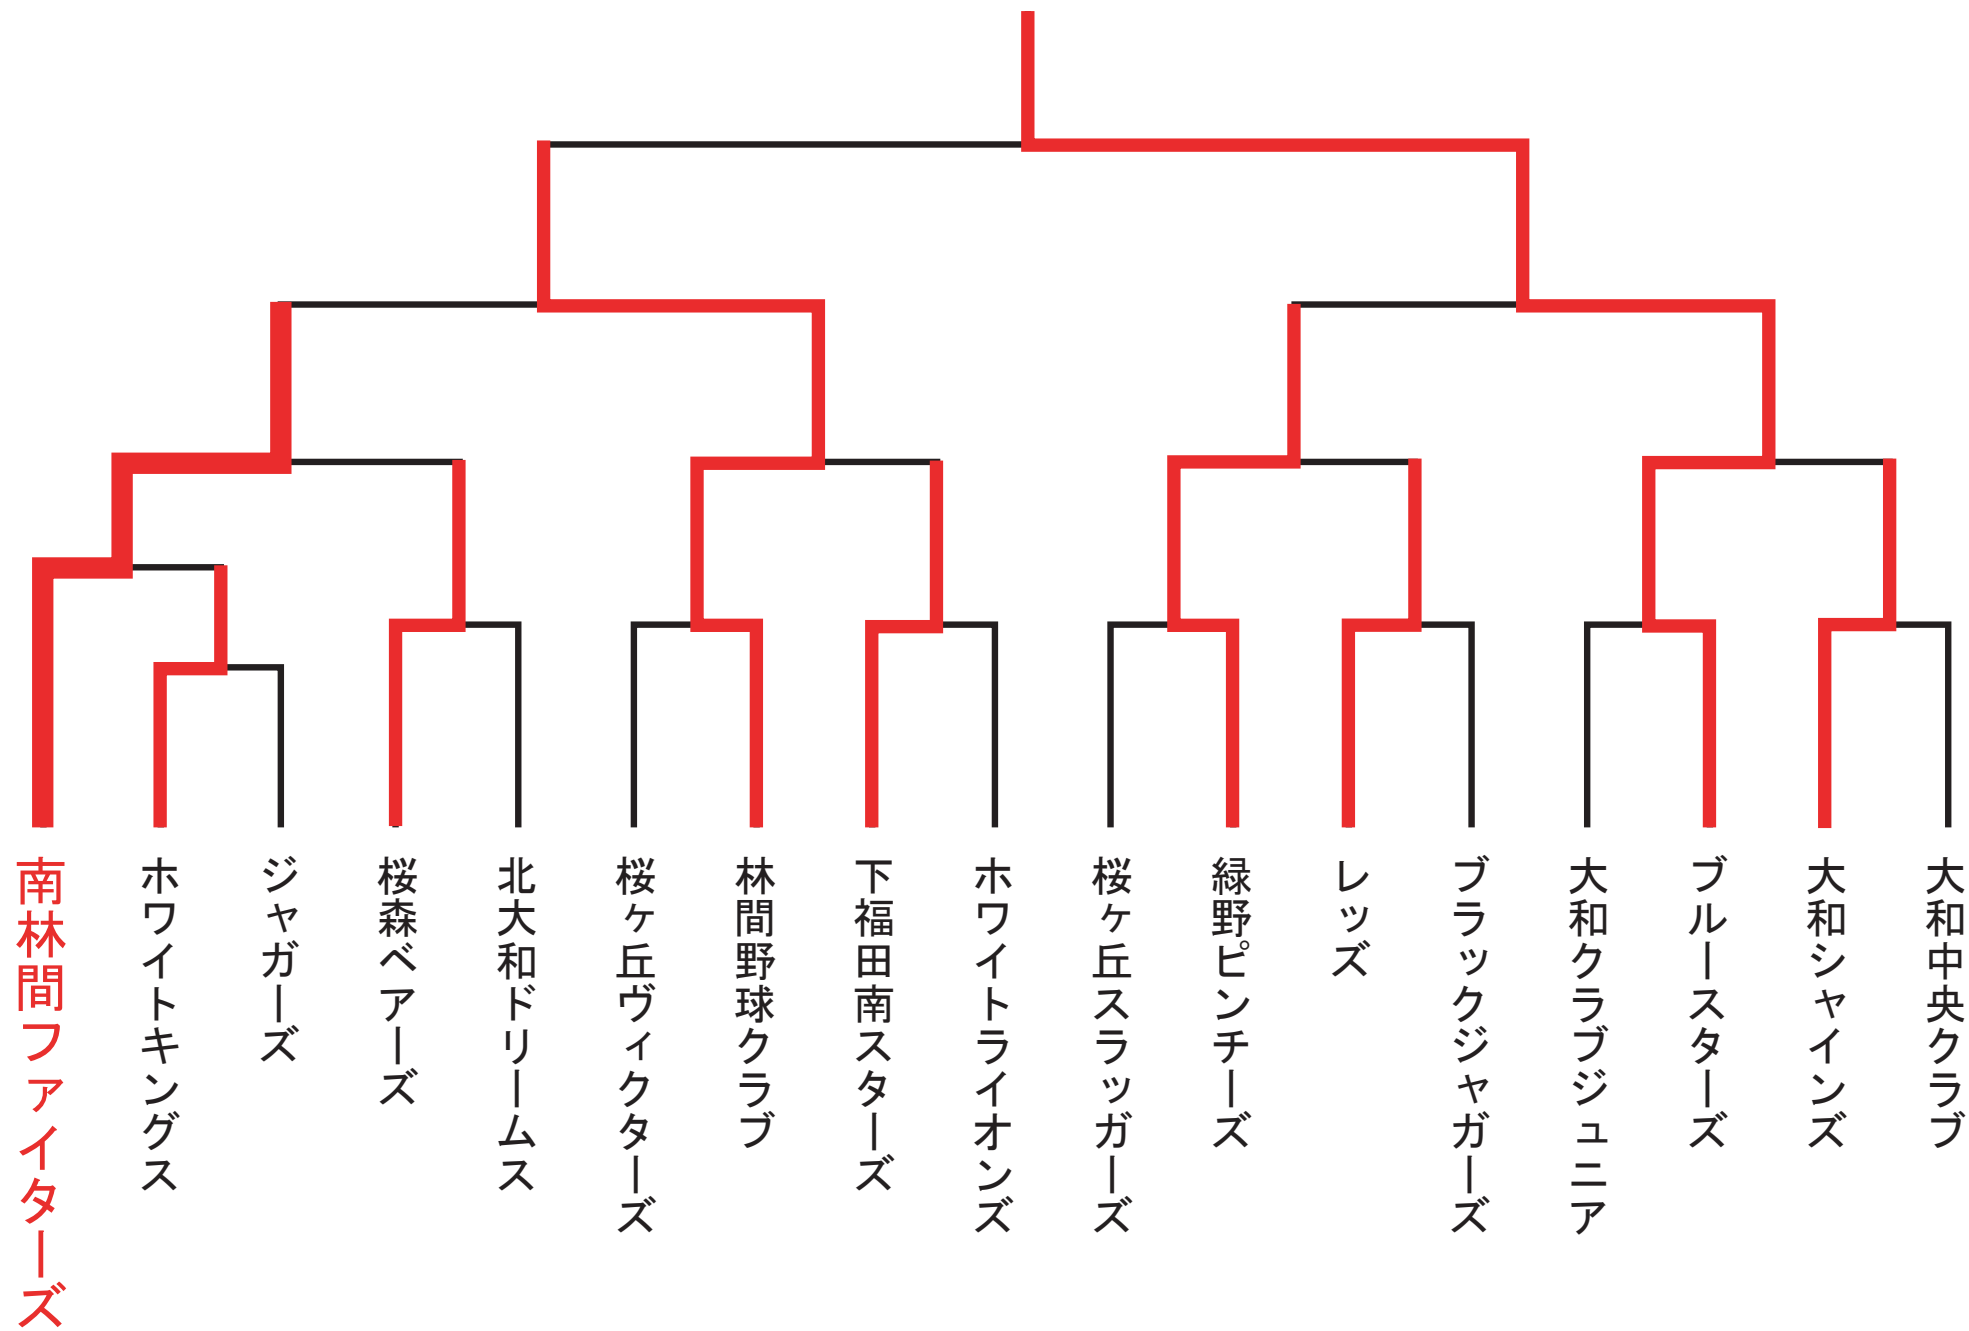 南林間ファイターズ
ホワイトキングス
ジャガーズ
桜森ベアーズ
北大和ドリームス
桜ヶ丘ヴィクターズ
林間野球クラブ
下福田南スターズ
ホワイトライオンズ
桜ヶ丘スラッガーズ
緑野ピンチーズ
レッズ
ブラックジャガーズ
大和クラブジュニア
ブルースターズ
大和シャインズ
大和中央クラブ